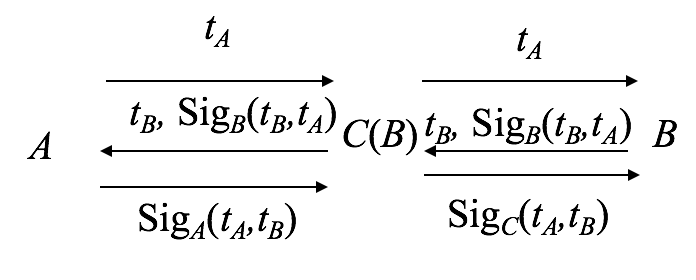 t_A t_A
t_B, Sig_B(t_B,t_A) t_B, Sig_B(t_B,t_A)
A C(B) B
Sig_A(t_A,t_B) Sig_C(t_A,t_B)